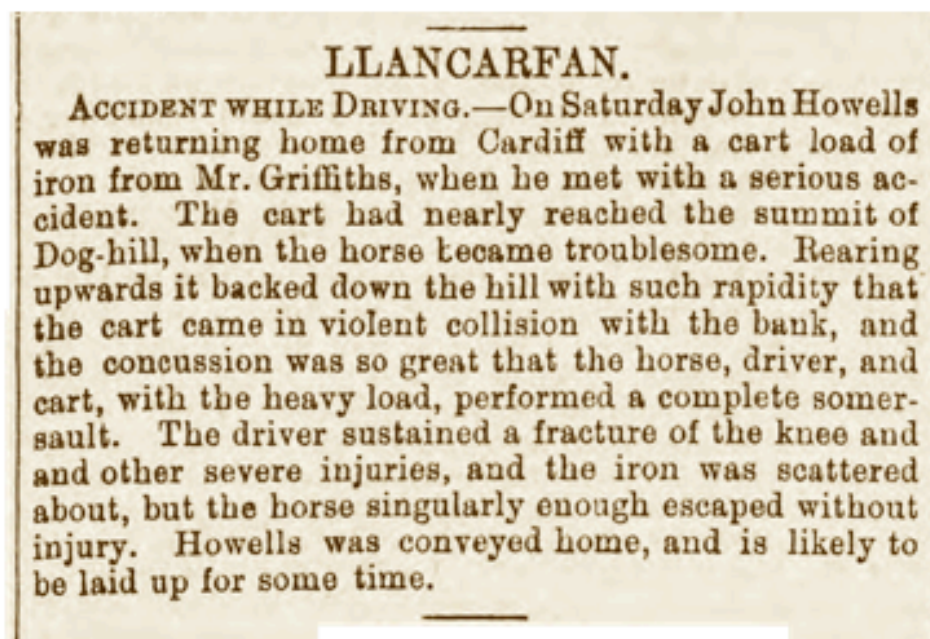 LLANCARFAN.
ACCIDENT WHILE DRIVING.—On Saturday John Howells
was returning home from Cardiff with a cart load of
iron from Mr. Griffiths, when he met with a serious ac-
cident. The cart had nearly reached the summit of
Dog-hill, when the horse became troublesome. Rearing
upwards it backed down the hill with such rapidity that
the cart came in violent collision with the bank, and
the concussion was so great that the horse, driver, and
cart, with the heavy load, performed a complete somer-
sault. The driver sustained a fracture of the knee and
and other severe injuries, and the iron was scattered
about, but the horse singularly enough escaped without
injury. Howells was conveyed home, and is likely to
be laid up for some time.